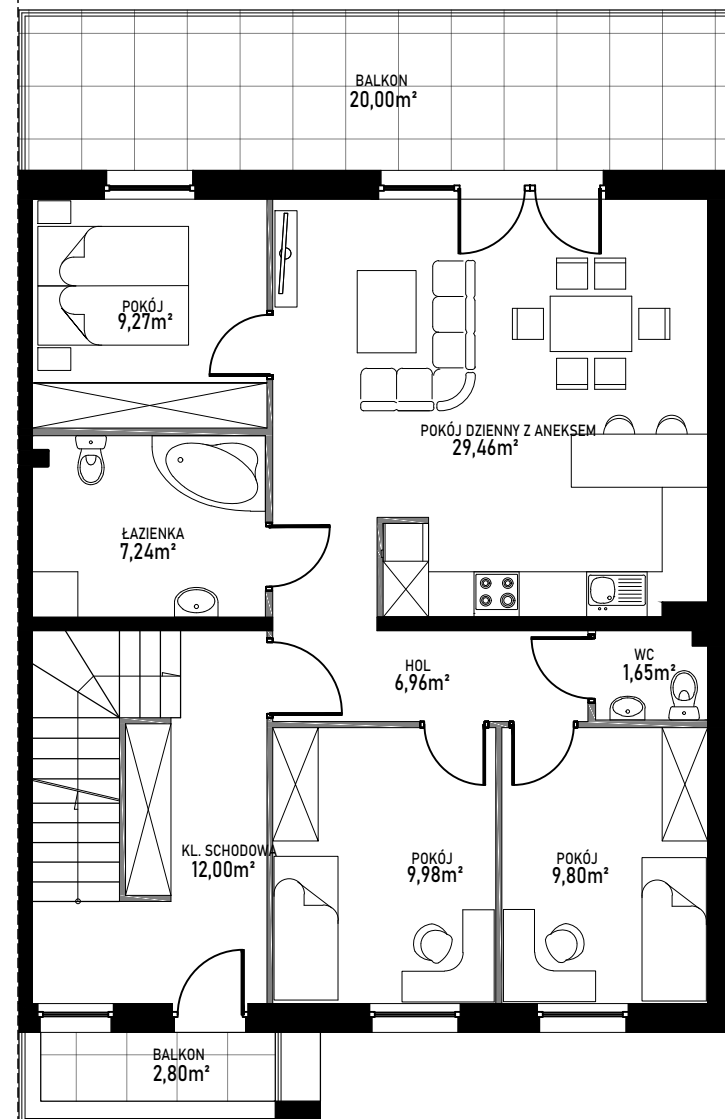 BALKON
20,00m²
POKÓJ
9,27m²
POKÓJ DZIENNY Z ANEKSEM
29,46m²
ŁAZIENKA
7,24m²
HOL
6,96m²
WC
1,65m²
KL. SCHODOWA
12,00m²
POKÓJ
9,98m²
POKÓJ
9,80m²
BALKON
2,80m²